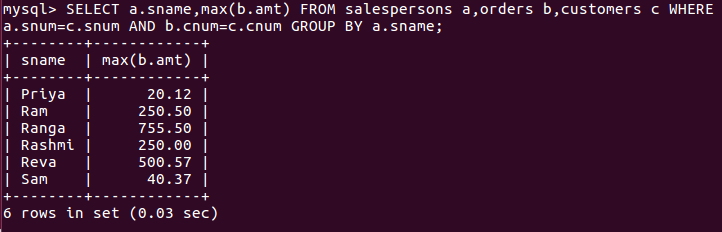 mysql> SELECT a.sname,max(b.amt) FROM salespersons a,orders b,customers c WHERE
a.snum=c.snum AND b.cnum=c.cnum GROUP BY a.sname;
+--------+------------+
| sname  | max(b.amt) |
+--------+------------+
| Priya  |      20.12 |
| Ram    |     250.50 |
| Ranga  |     755.50 |
| Rashmi |     250.00 |
| Reva   |     500.57 |
| Sam    |      40.37 |
+--------+------------+
6 rows in set (0.03 sec)